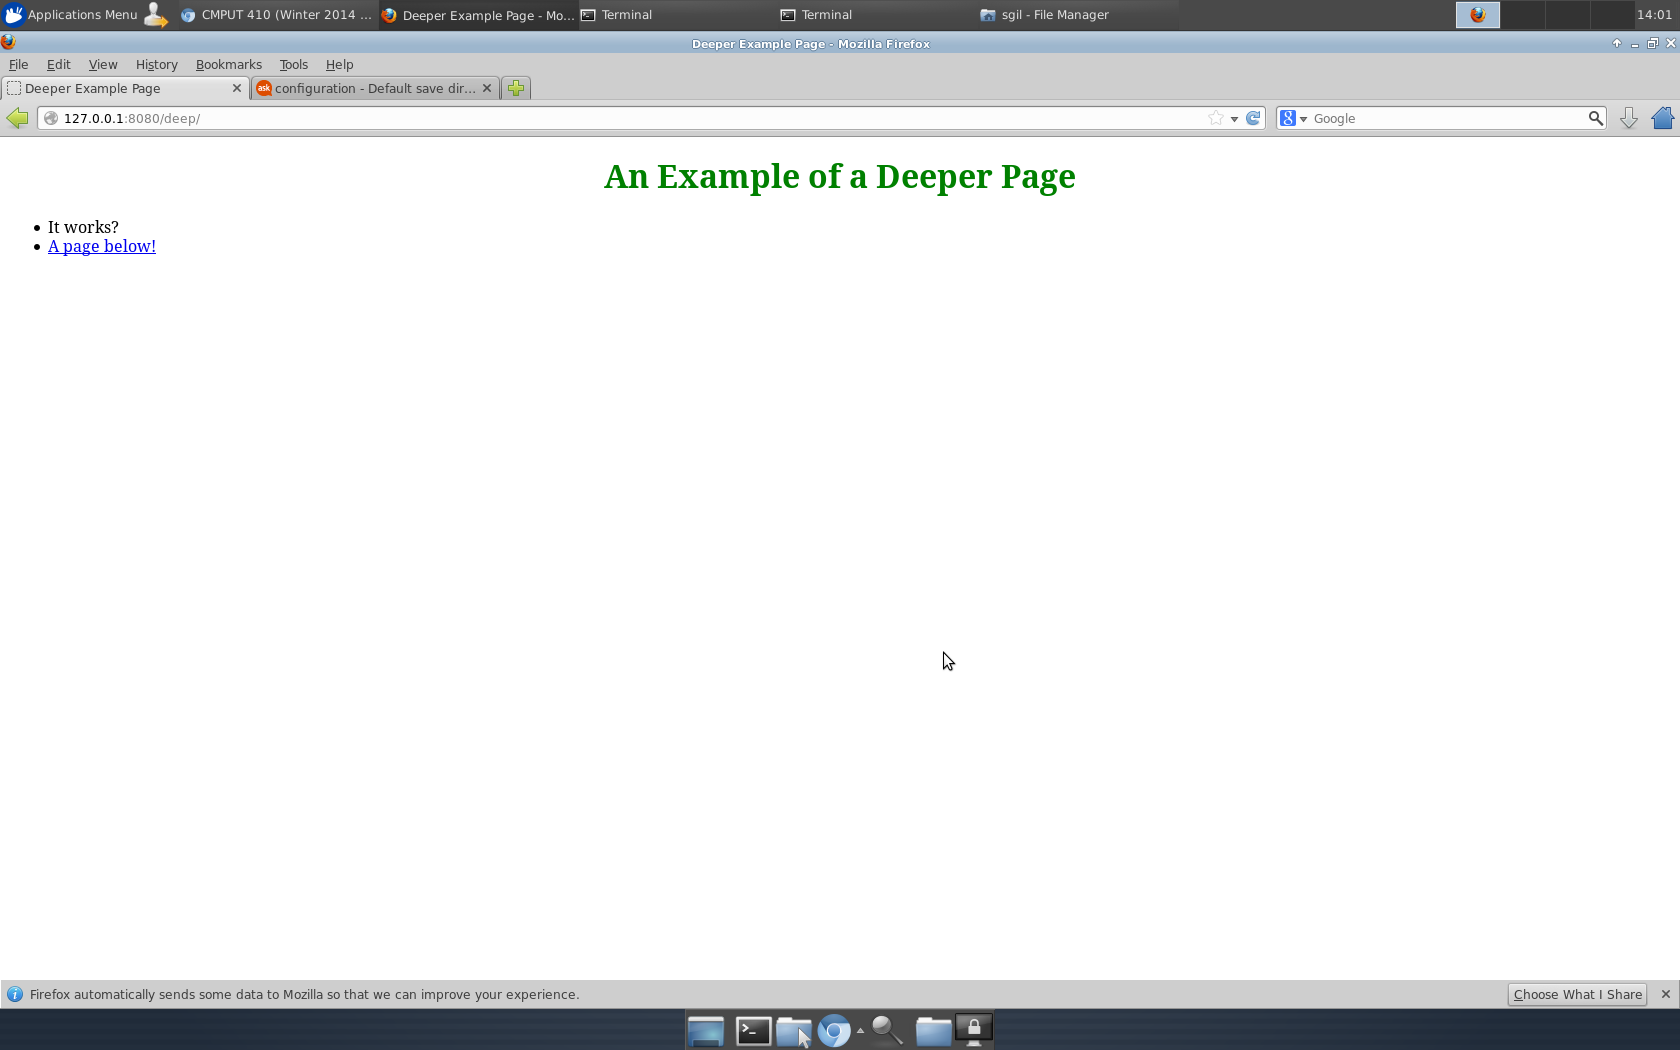 Applications Menu CMPUT 410 (Winter 2014 ... Deeper Example Page - Mo... Terminal Terminal sgil - File Manager 14:01
Deeper Example Page - Mozilla Firefox
File Edit View History Bookmarks Tools Help
Deeper Example Page ask configuration - Default save dir...
127.0.0.1:8080/deep/ 8 Google
An Example of a Deeper Page
It works?
A page below!
Firefox automatically sends some data to Mozilla so that we can improve your experience. Choose What I Share